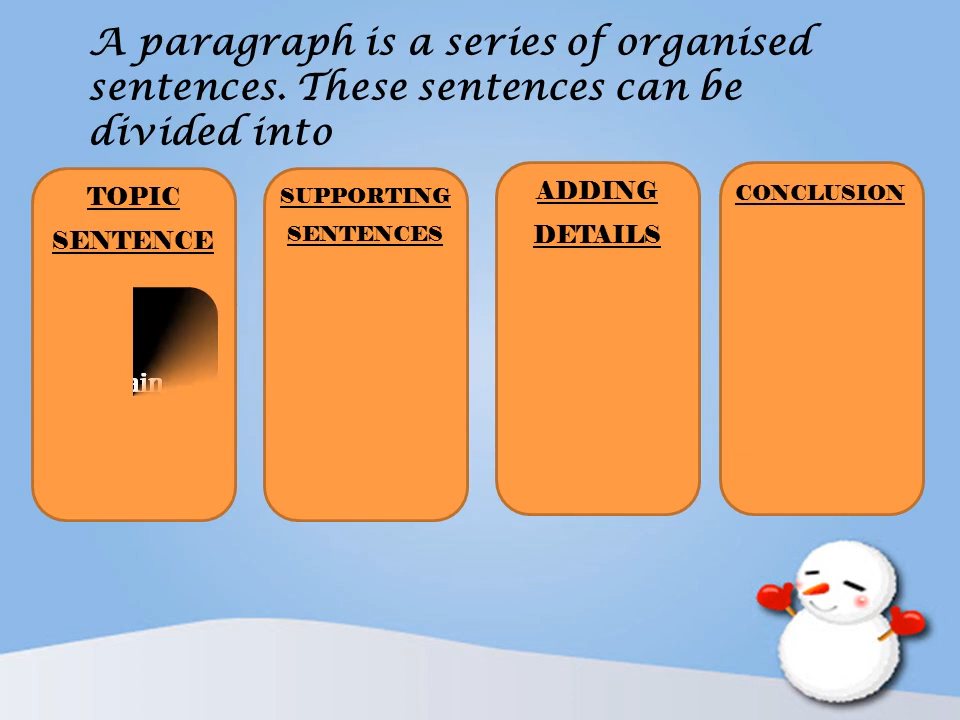 A paragraph is a series of organised
sentences. These sentences can be
divided into
TOPIC
SENTENCE
SUPPORTING
SENTENCES
ADDING
DETAILS
CONCLUSION